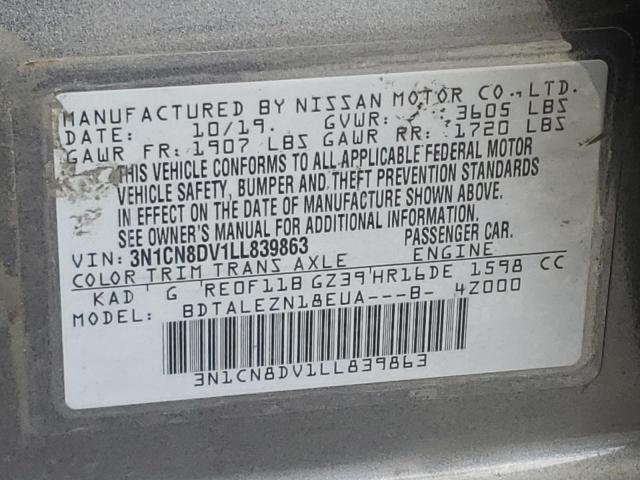 MANUFACTURED BY NISSAN MOTOR CO., LTD.
DATE: 10/19. GVWR: 3605 LBS
GAWR FR: 1907 LBS GAWR RR: 1720 LBS
THIS VEHICLE CONFORMS TO ALL APPLICABLE FEDERAL MOTOR
VEHICLE SAFETY, BUMPER AND THEFT PREVENTION STANDARDS
IN EFFECT ON THE DATE OF MANUFACTURE SHOWN ABOVE.
SEE OWNER'S MANUAL FOR ADDITIONAL INFORMATION.
VIN: 3N1CN8DV1LL839863 PASSENGER CAR.
COLOR TRIM TRANS AXLE ENGINE
KAD ' G 'RE0F11B GZ39'HR16DE 1598 CC
MODEL: BDTALEZN18EUA---B- 4Z000
3N1CN8DV1LL839863